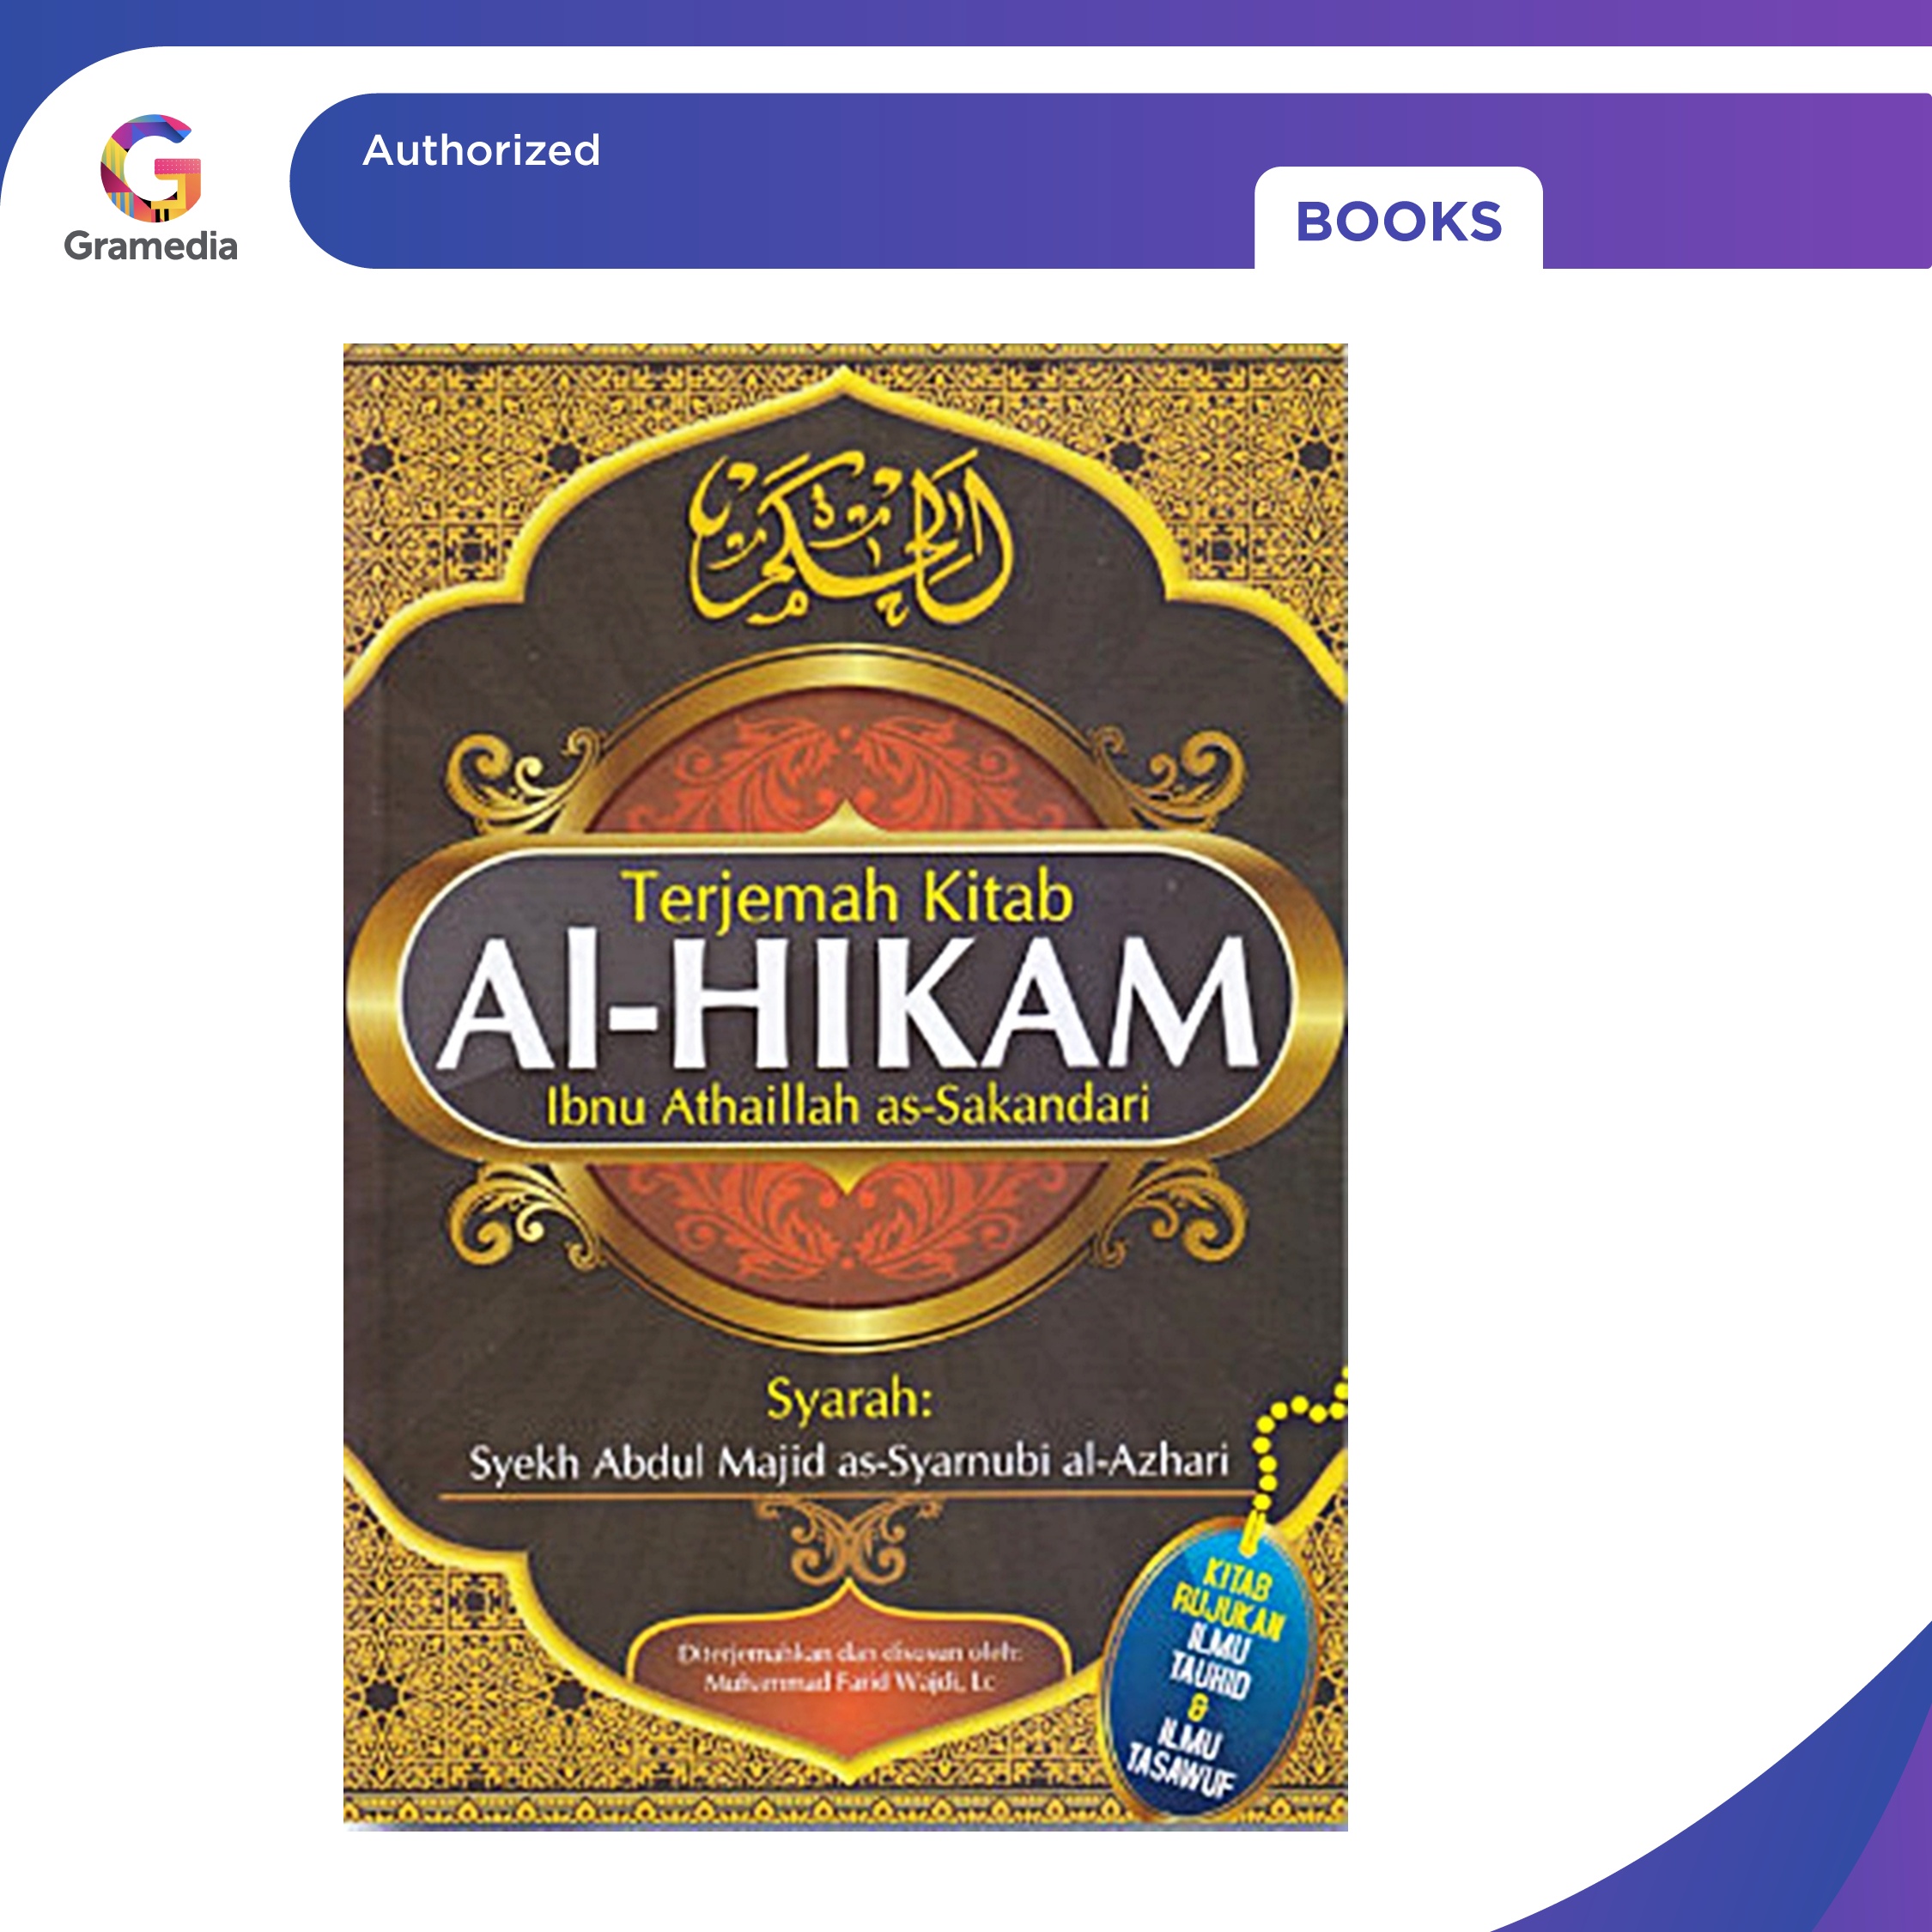 Gramedia
Authorized
BOOKS
الحكم
Terjemah Kitab
Al-HIKAM
Ibnu Athaillah as-Sakandari
Syarah:
Syekh Abdul Majid as-Syarnubi al-Azhari
Diterjemahkan dan disusun oleh:
Muhammad Farid Wajdi, Lc
KITAB
RUJUKAN
ILMU
TAUHID
&
ILMU
TASAWUF